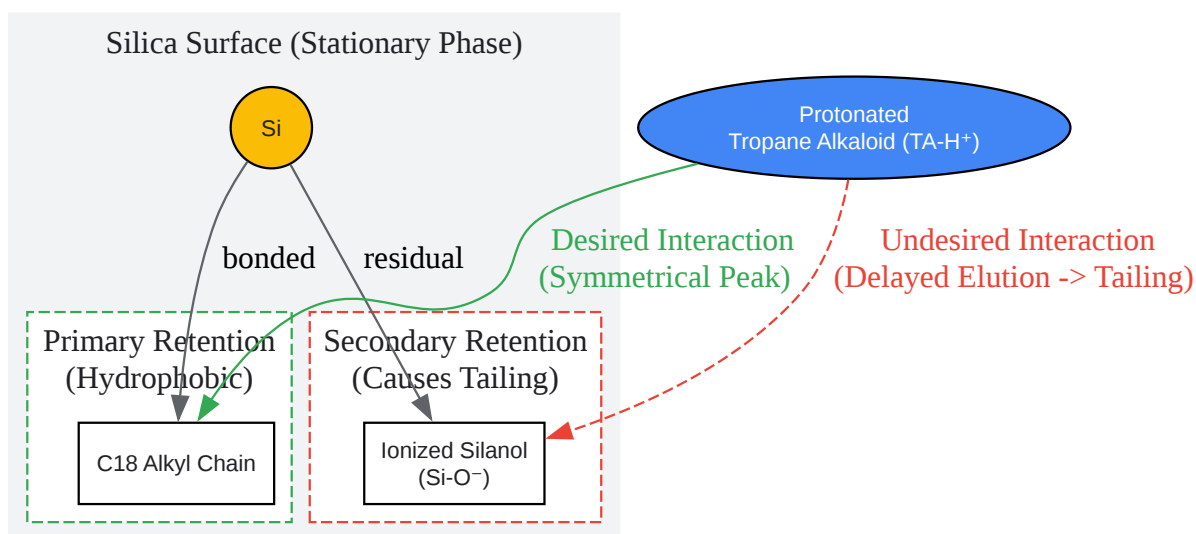 Silica Surface (Stationary Phase)
Si
Protonated
Tropane Alkaloid (TA-H⁺)
bonded
residual
Desired Interaction
(Symmetrical Peak)
Undesired Interaction
(Delayed Elution -> Tailing)
Primary Retention
(Hydrophobic)
Secondary Retention
(Causes Tailing)
C18 Alkyl Chain
Ionized Silanol
(Si-O⁻)